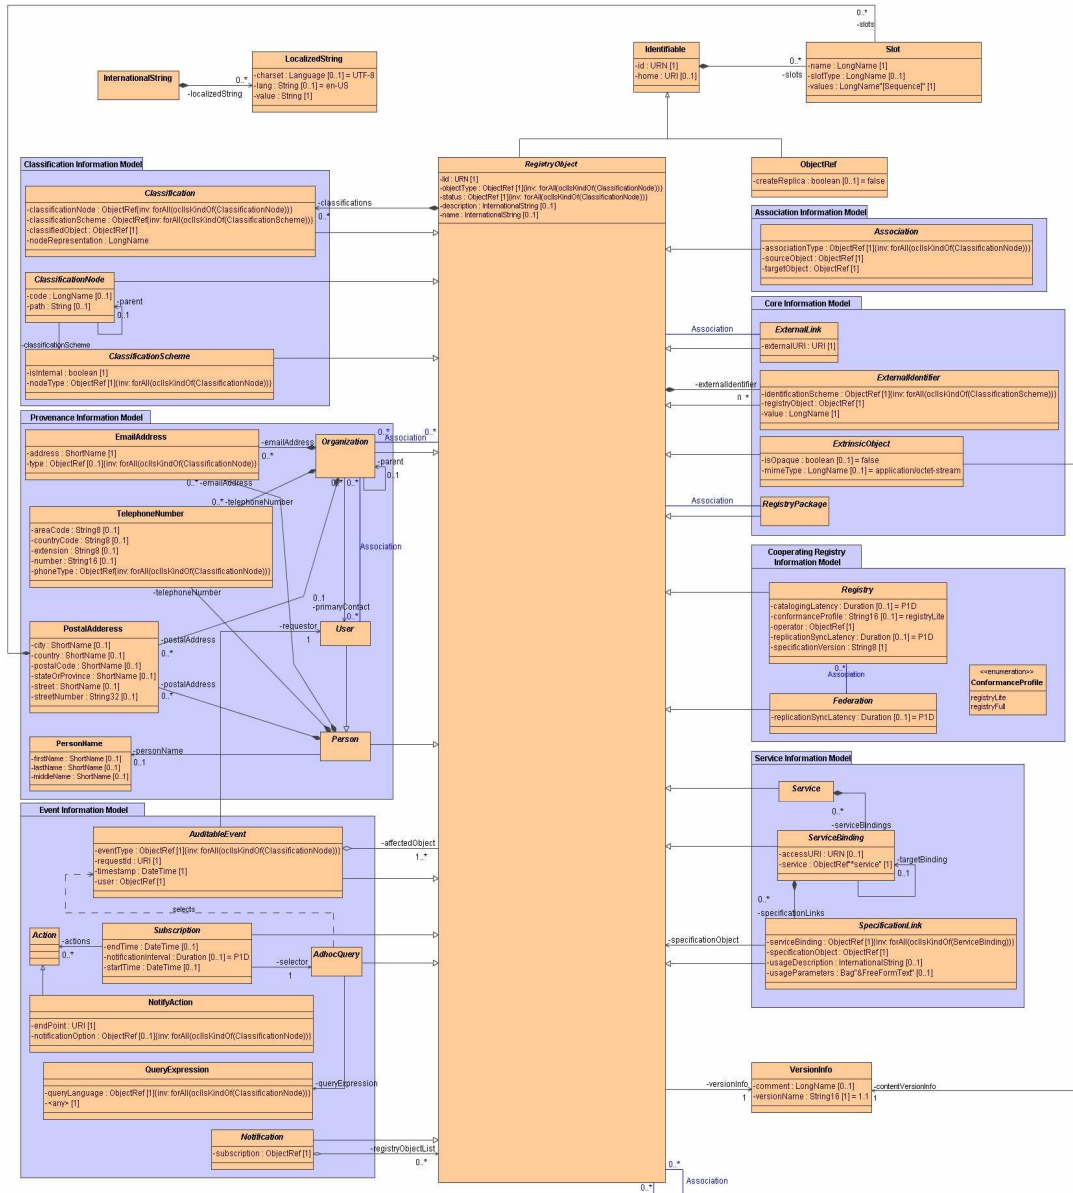 0..*
-slots
InternationalString
0..*
-localizedString
LocalizedString
-charset : Language [0..1] = UTF-8
-lang : String [0..1] = en-US
-value : String [1]
Identifiable
-id : URN [1]
-home : URI [0..1]
0..*
-slots
Slot
-name : LongName [1]
-slotType : LongName [0..1]
-values : LongName"[Sequence]" [1]
RegistryObject
-lid : URN [1]
-objectType : ObjectRef [1]{inv: forAll(oclIsKindOf(ClassificationNode))}
-status : ObjectRef [1]{inv: forAll(oclIsKindOf(ClassificationNode))}
-description : InternationalString [0..1]
-name : InternationalString [0..1]
ObjectRef
-createReplica : boolean [0..1] = false
Classification Information Model
Classification
-classificationNode : ObjectRef{inv: forAll(oclIsKindOf(ClassificationNode))}
-classificationScheme : ObjectRef{inv: forAll(oclIsKindOf(ClassificationScheme))}
-classifiedObject : ObjectRef [1]
-nodeRepresentation : LongName
-classifications
0..*
ClassificationNode
-code : LongName [0..1]
-path : String [0..1]
-parent
0..1
-classificationScheme
ClassificationScheme
-isInternal : boolean [1]
-nodeType : ObjectRef [1]{inv: forAll(oclIsKindOf(ClassificationNode))}
Association Information Model
Association
-associationType : ObjectRef [1]{inv: forAll(oclIsKindOf(ClassificationNode))}
-sourceObject : ObjectRef [1]
-targetObject : ObjectRef [1]
Core Information Model
Association
ExternalLink
-externalURI : URI [1]
-externalIdentifier
0..*
ExternalIdentifier
-identificationScheme : ObjectRef [1]{inv: forAll(oclIsKindOf(ClassificationScheme))}
-registryObject : ObjectRef [1]
-value : LongName [1]
ExtrinsicObject
-isOpaque : boolean [0..1] = false
-mimeType : LongName [0..1] = application/octet-stream
Association
RegistryPackage
Provenance Information Model
EmailAddress
-address : ShortName [1]
-type : ObjectRef [0..1]{inv: forAll(oclIsKindOf(ClassificationNode))}
-emailAddress
0..*
Organization
0..*
0..*
Association
-parent
0..1
0..*
-emailAddress
0..*
0..*
0..*
-telephoneNumber
TelephoneNumber
-areaCode : String8 [0..1]
-countryCode : String8 [0..1]
-extension : String8 [0..1]
-number : String16 [0..1]
-phoneType : ObjectRef{inv: forAll(oclIsKindOf(ClassificationNode))}
Association
-telephoneNumber
0..1
-primaryContact
0..*
PostalAdderess
-city : ShortName [0..1]
-country : ShortName [0..1]
-postalCode : ShortName [0..1]
-stateOrProvince : ShortName [0..1]
-street : ShortName [0..1]
-streetNumber : String32 [0..1]
-postalAddress
0..*
-requestor
1
User
-postalAddress
0..*
PersonName
-firstName : ShortName [0..1]
-lastName : ShortName [0..1]
-middleName : ShortName [0..1]
-personName
0..1
Person
Cooperating Registry
Information Model
Registry
-catalogingLatency : Duration [0..1] = P1D
-conformanceProfile : String16 [0..1] = registryLite
-operator : ObjectRef [1]
-replicationSyncLatency : Duration [0..1] = P1D
-specificationVersion : String8 [1]
0..*
Association
Federation
-replicationSyncLatency : Duration [0..1] = P1D
<<enumeration>>
ConformanceProfile
registryLite
registryFull
Service Information Model
Service
0..*
-serviceBindings
ServiceBinding
-accessURI : URN [0..1]
-service : ObjectRef"*service" [1]
-targetBinding
0..1
0..*
-specificationLinks
-specificationObject
SpecificationLink
-serviceBinding : ObjectRef [1]{inv: forAll(oclIsKindOf(ServiceBinding))}
-specificationObject : ObjectRef [1]
-usageDescription : InternationalString [0..1]
-usageParameters : Bag"&FreeFormText" [0..1]
Event Information Model
AuditableEvent
-eventType : ObjectRef [1]{inv: forAll(oclIsKindOf(ClassificationNode))}
-requestId : URI [1]
-timestamp : DateTime [1]
-user : ObjectRef [1]
-affectedObject
1..*
selects
Action
-actions
0..*
Subscription
-endTime : DateTime [0..1]
-notificationInterval : Duration [0..1] = P1D
-startTime : DateTime [0..1]
-selector
1
AdhocQuery
NotifyAction
-endPoint : URI [1]
-notificationOption : ObjectRef [0..1]{inv: forAll(oclIsKindOf(ClassificationNode))}
QueryExpression
-queryLanguage : ObjectRef [1]{inv: forAll(oclIsKindOf(ClassificationNode))}
-<any> [1]
-queryExpression
1
Notification
-subscription : ObjectRef [1]
-registryObjectList
0..*
-versionInfo
1
VersionInfo
-comment : LongName [0..1]
-versionName : String16 [1] = 1.1
-contentVersionInfo
1
0..*
Association
0..*